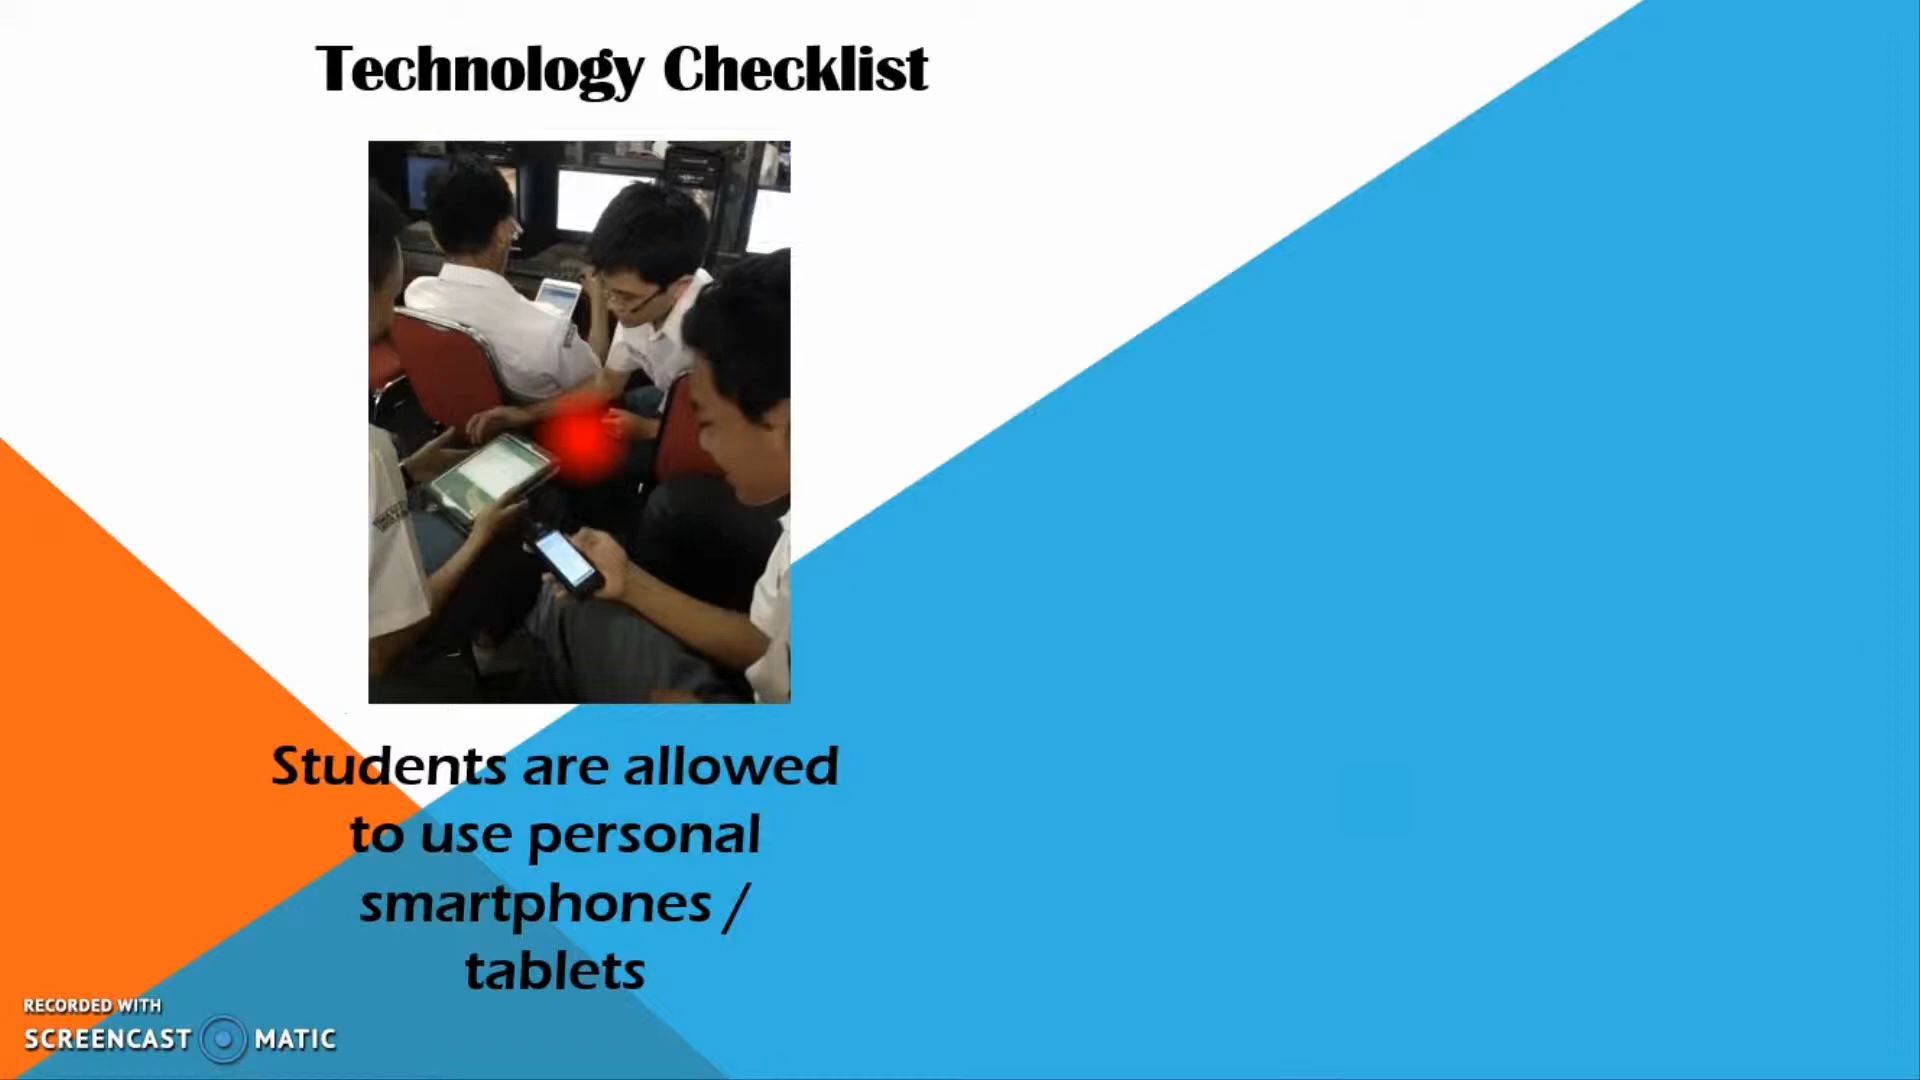 Technology Checklist
Students are allowed
to use personal
smartphones /
tablets
RECORDED WITH
SCREENCAST MATIC